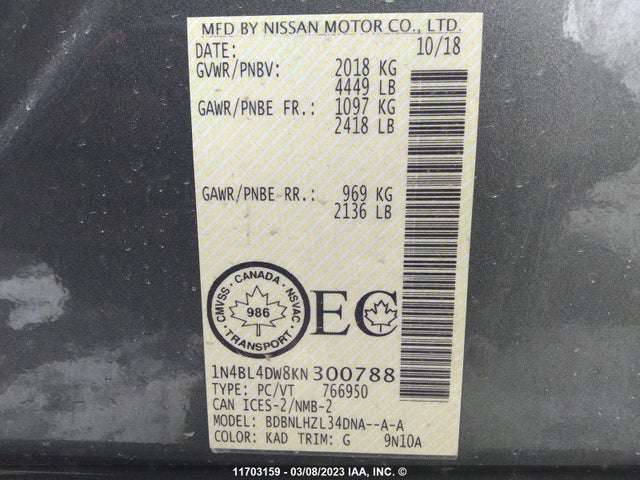 MFD BY NISSAN MOTOR CO., LTD.
DATE: 10/18
GVWR/PNBV: 2018 KG
4449 LB
GAWR/PNBE FR.: 1097 KG
2418 LB
GAWR/PNBE RR.: 969 KG
2136 LB
CMVSS · CANADA · NSVAC
986
TRANSPORT
EC
1N4BL4DW8KN300788
TYPE: PC/VT 766950
CAN ICES-2/NMB-2
MODEL: BDBNLHZL34DNA--A-A
COLOR: KAD TRIM: G 9N10A
11703159 - 03/08/2023 IAA, INC.